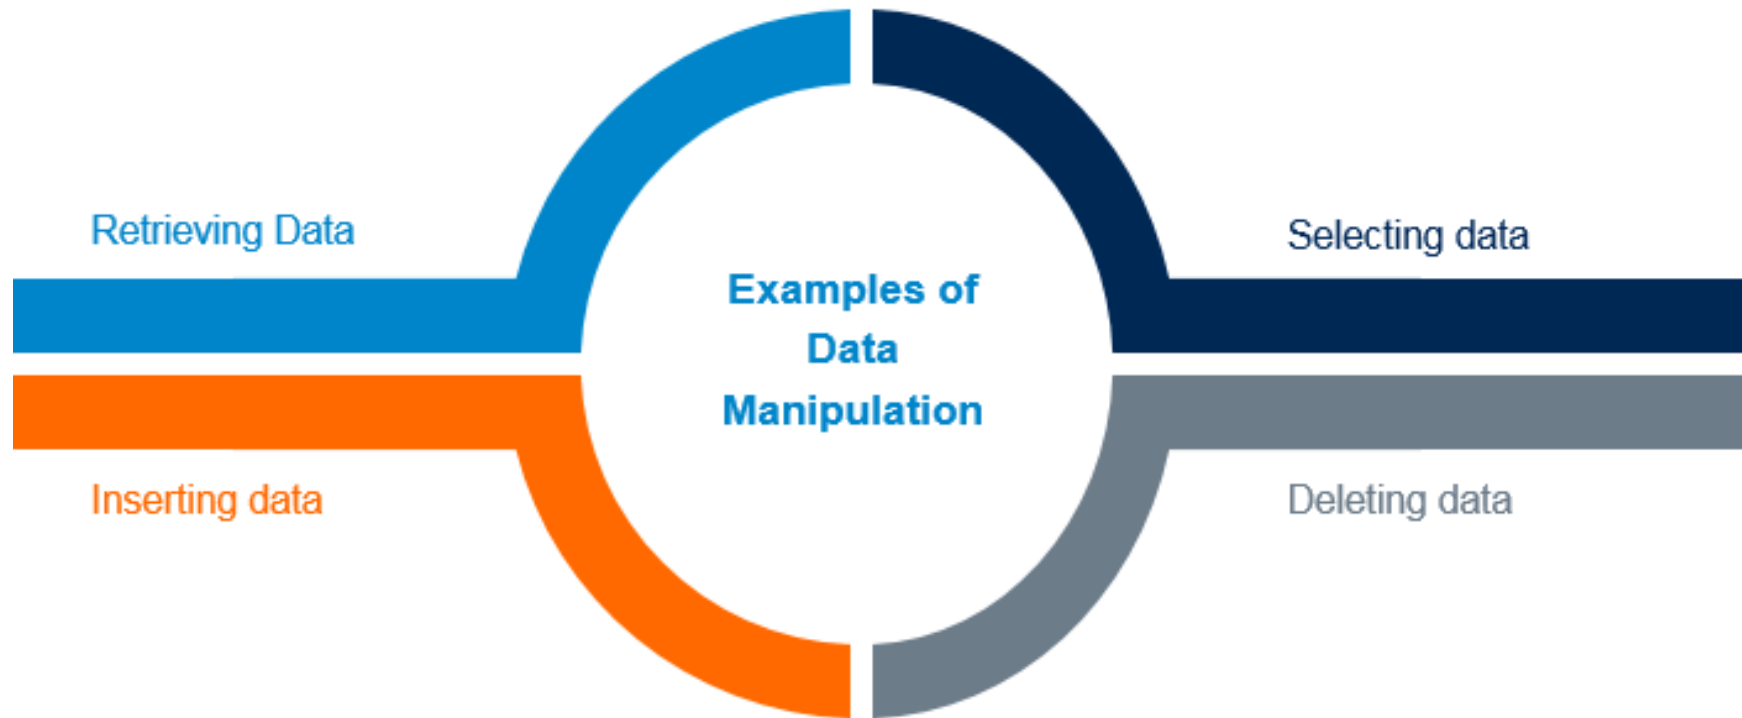 Retrieving Data
Selecting data
Examples of
Data
Manipulation
Inserting data
Deleting data